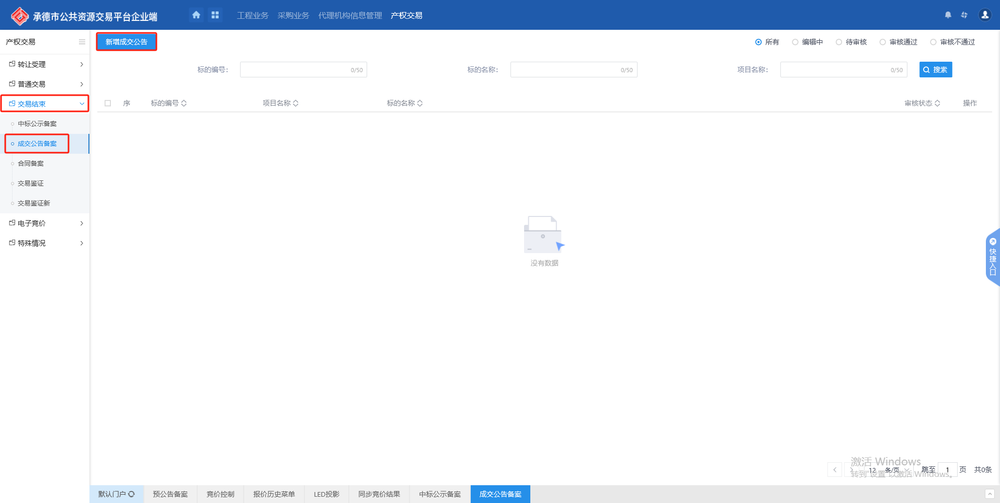 承德市公共资源交易平台企业端
工程业务 采购业务 代理机构信息管理 产权交易
产权交易
转让受理
普通交易
交易结束
中标公示备案
成交公告备案
合同备案
交易鉴证
交易鉴证新
电子竞价
特殊情况
新增成交公告
所有 编辑中 待审核 审核通过 审核不通过
标的编号： 0/50 标的名称： 0/50 项目名称： 0/50 搜索
序 标的编号 项目名称 标的名称 审核状态 操作
没有数据
快捷入口
激活 Windows
转到"设置"以激活 Windows。
12 条/页 跳至 1 页 共0条
默认门户 预公告备案 竞价控制 报价历史菜单 LED投影 同步竞价结果 中标公示备案 成交公告备案